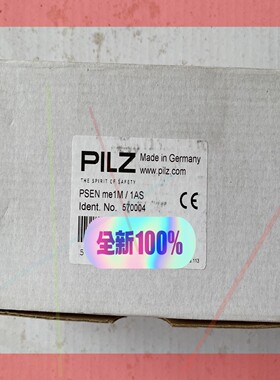 PILZ
Made in Germany
www.pilz.com
THE SPIRIT OF SAFETY
PSEN me1M / 1AS
Ident. No. 570004
CE
全新100%